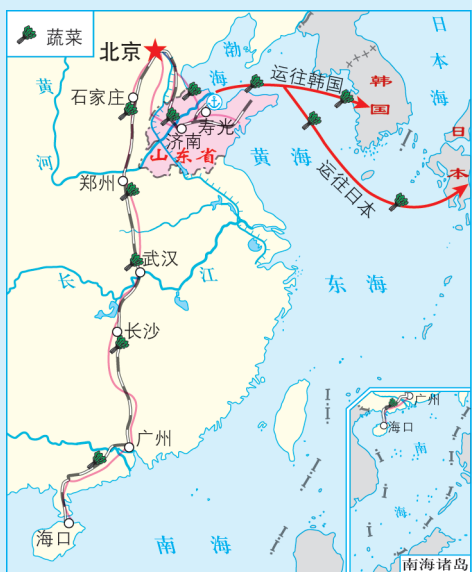 蔬菜
北京
渤海
日本海
运往韩国
韩国
石家庄
黄河
寿光
济南
山东省
黄海
日本
郑州
运往日本
武汉
长江
东海
长沙
广州
海口
南海
广州
海口
南海
南海诸岛